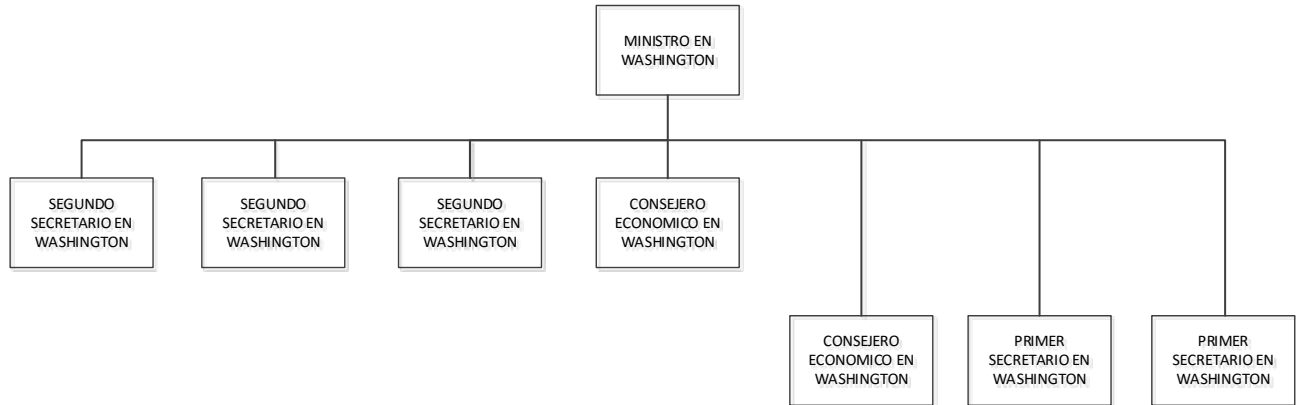 MINISTRO EN
WASHINGTON
SEGUNDO
SECRETARIO EN
WASHINGTON
SEGUNDO
SECRETARIO EN
WASHINGTON
SEGUNDO
SECRETARIO EN
WASHINGTON
CONSEJERO
ECONOMICO EN
WASHINGTON
CONSEJERO
ECONOMICO EN
WASHINGTON
PRIMER
SECRETARIO EN
WASHINGTON
PRIMER
SECRETARIO EN
WASHINGTON